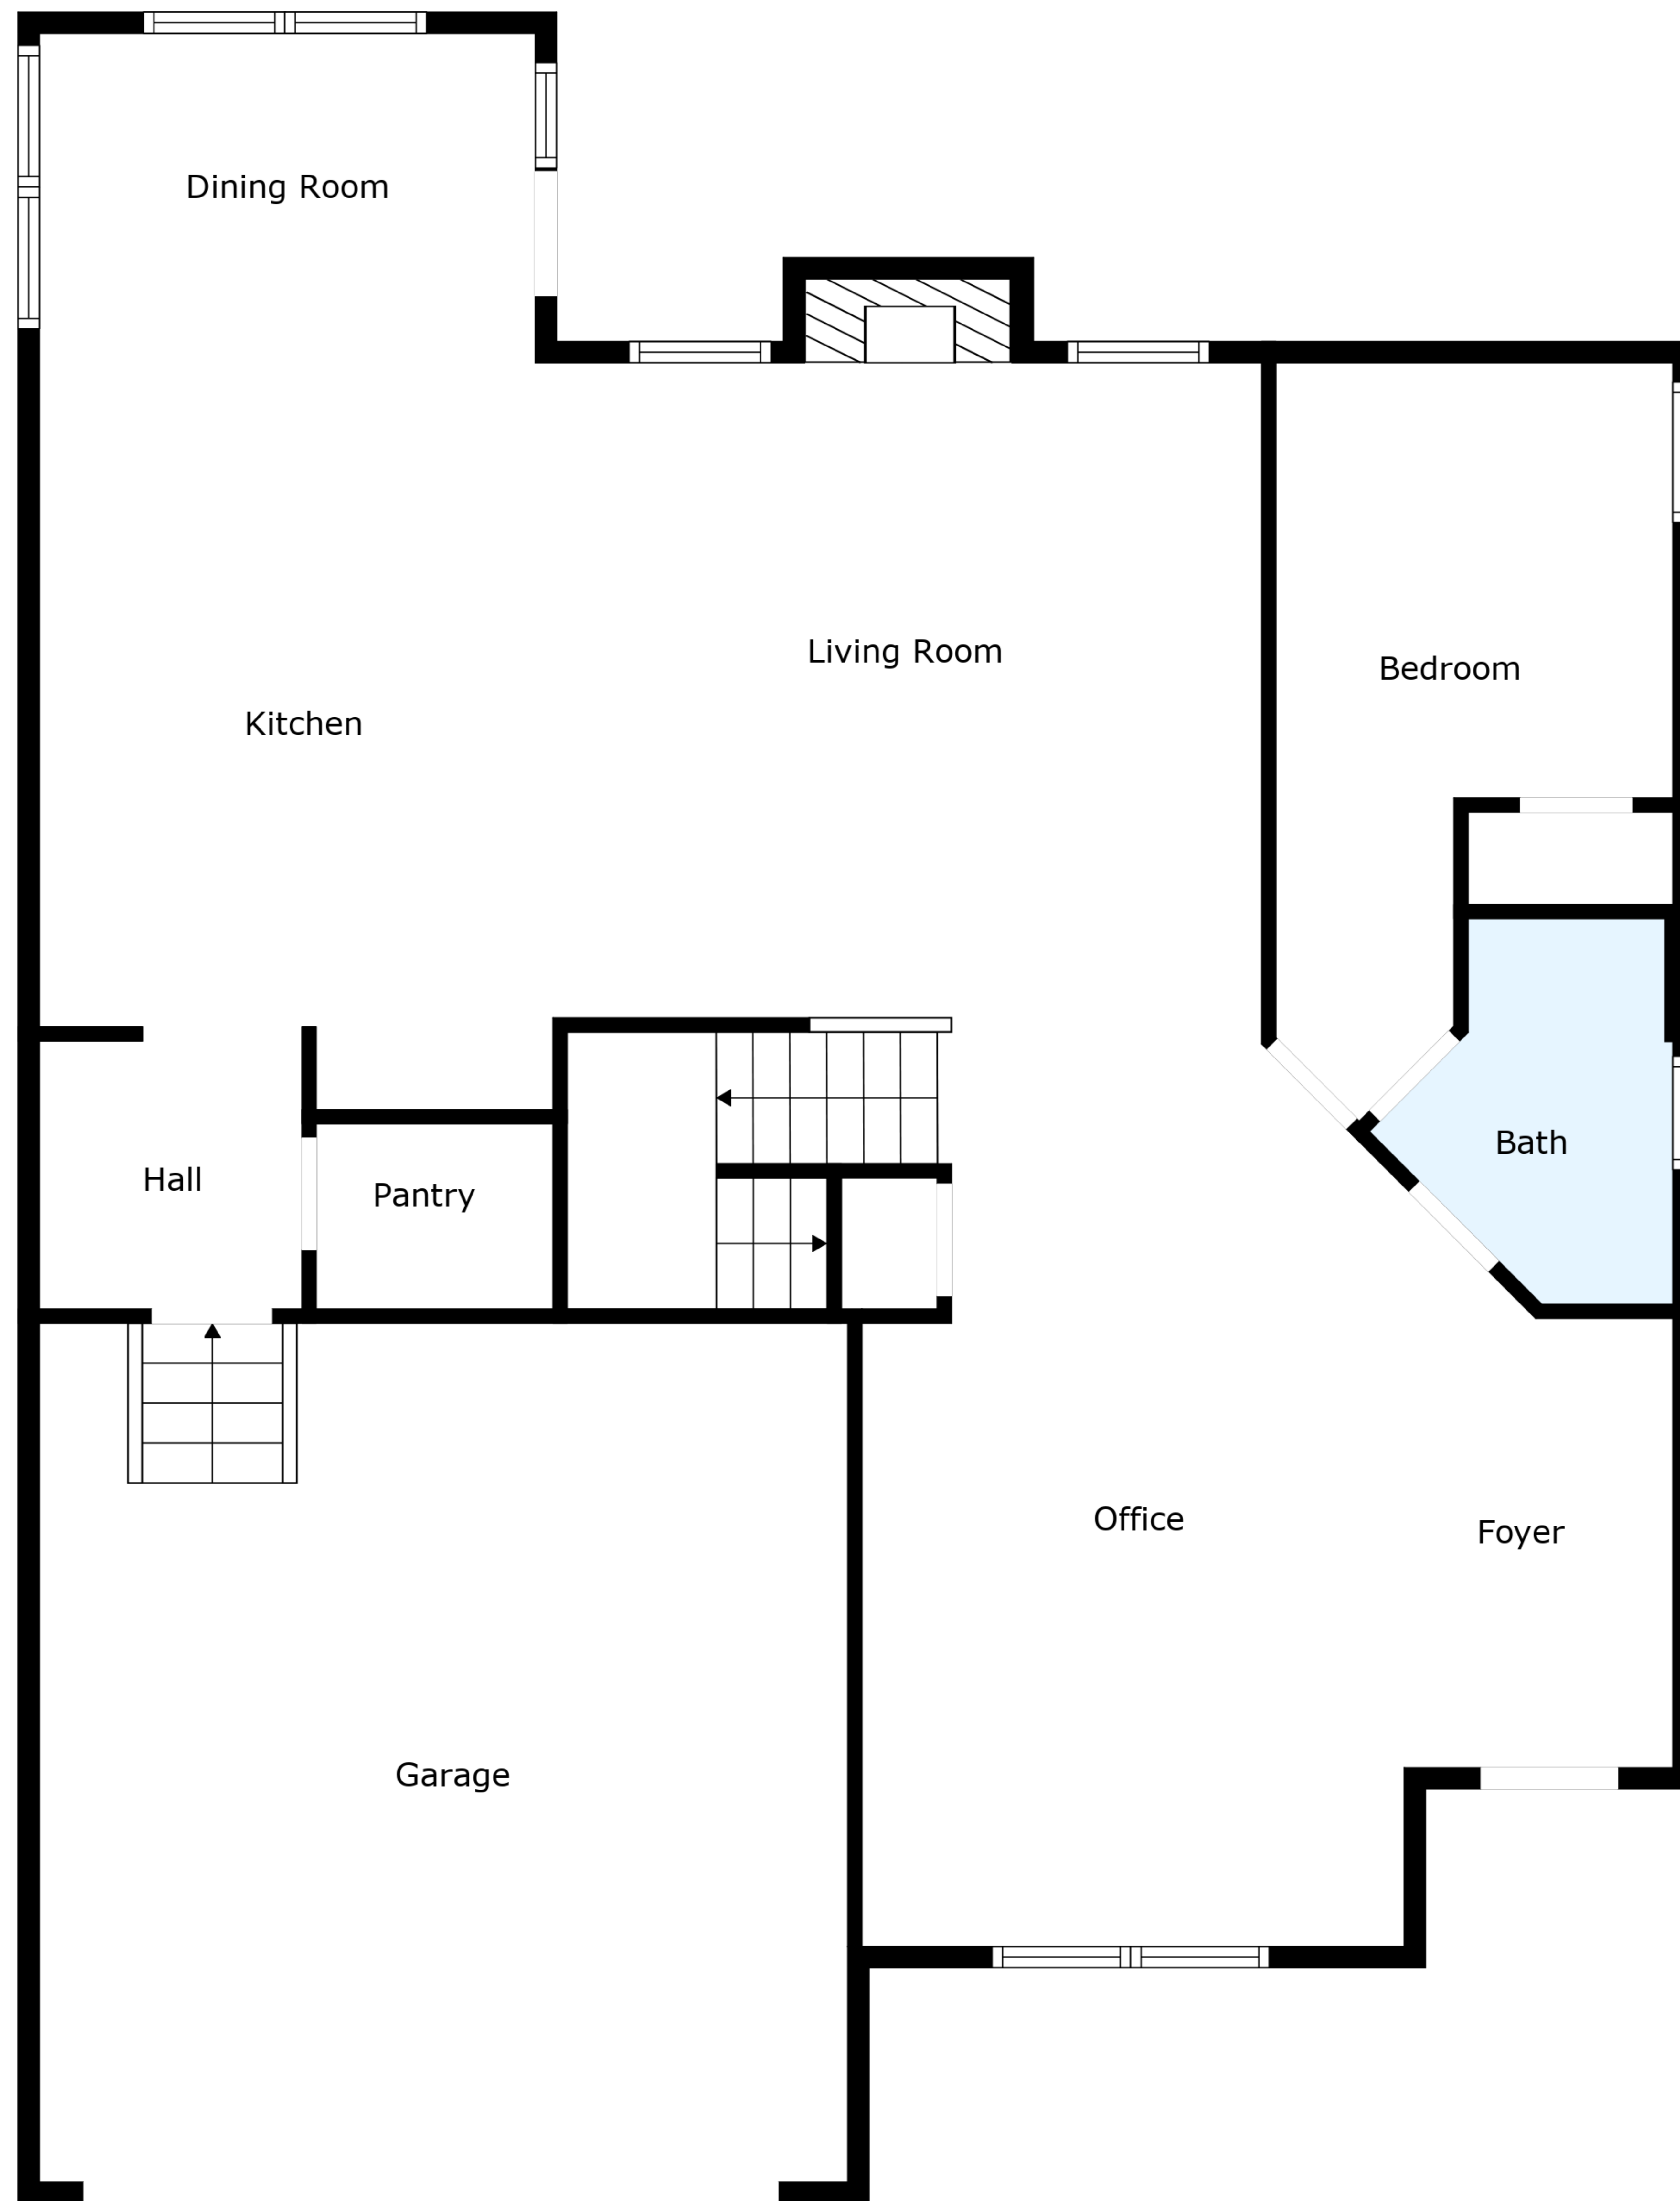 Dining Room
Living Room
Bedroom
Kitchen
Bath
Hall
Pantry
Office
Foyer
Garage